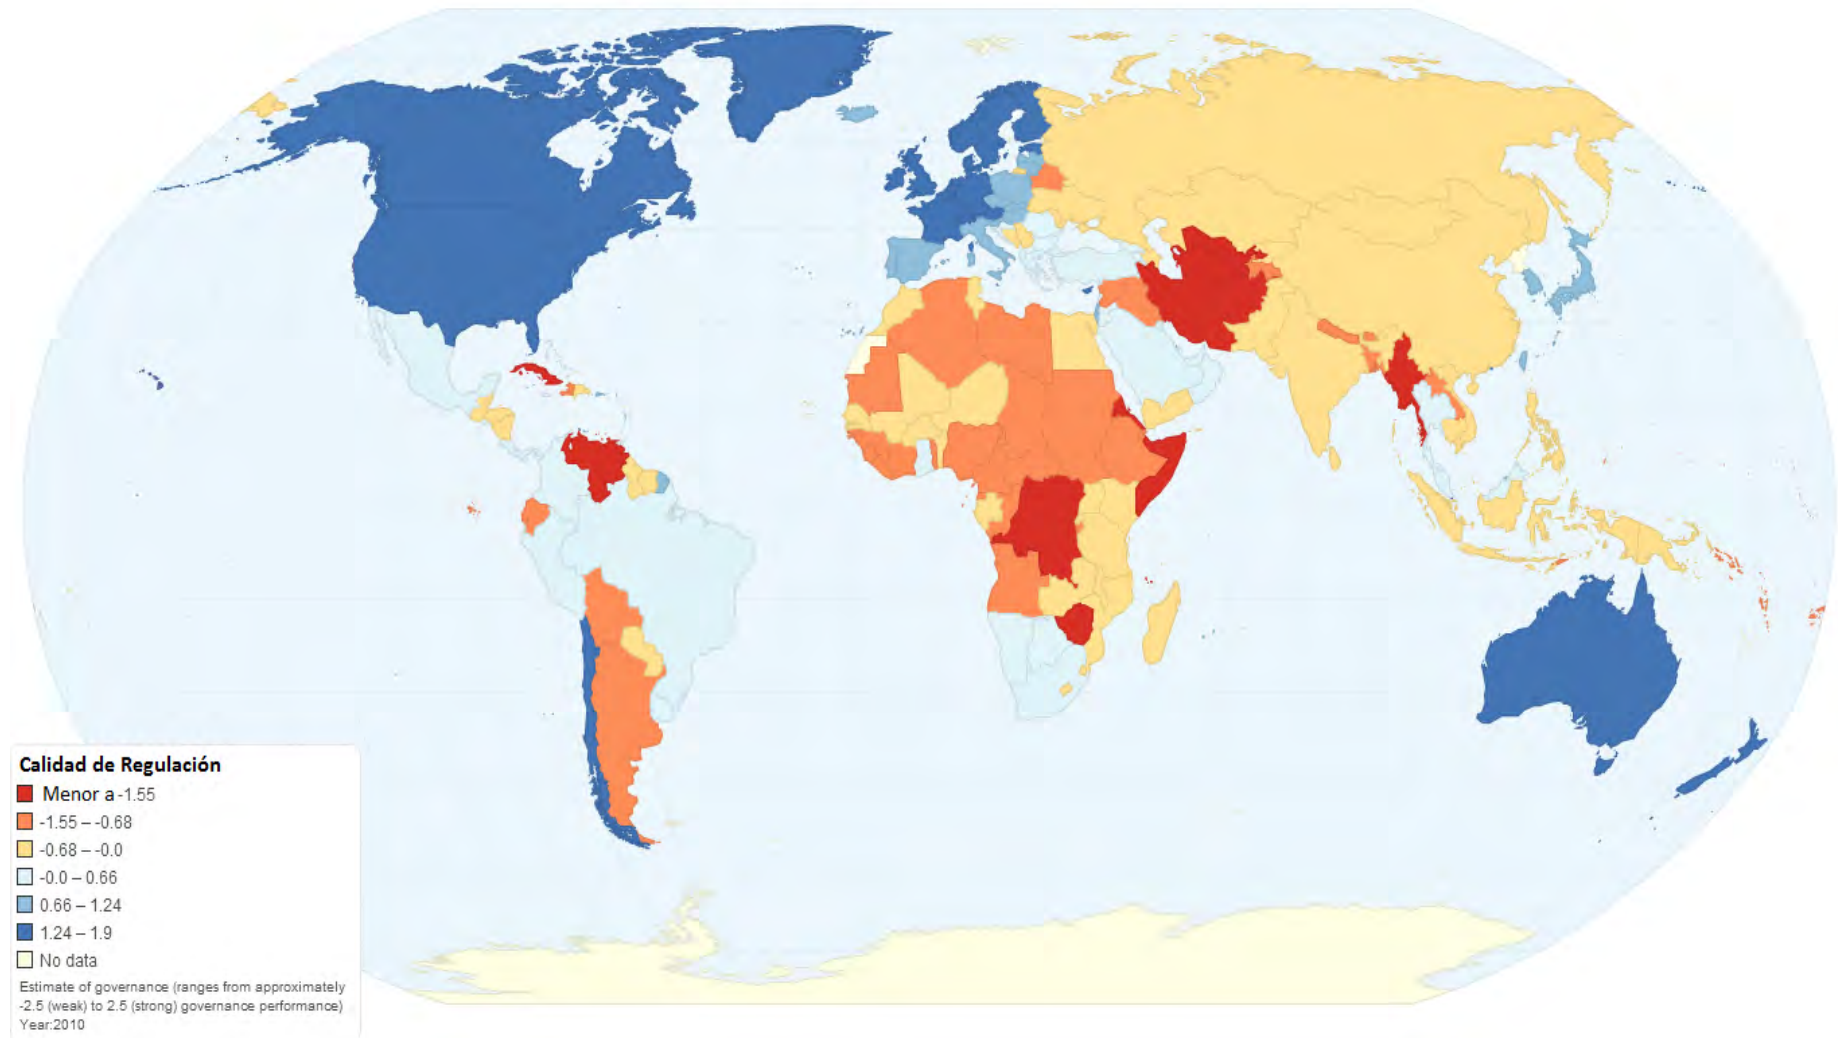 Calidad de Regulación
Menor a -1.55
-1.55 – -0.68
-0.68 – -0.0
-0.0 – 0.66
0.66 – 1.24
1.24 – 1.9
No data
Estimate of governance (ranges from approximately
-2.5 (weak) to 2.5 (strong) governance performance)
Year:2010